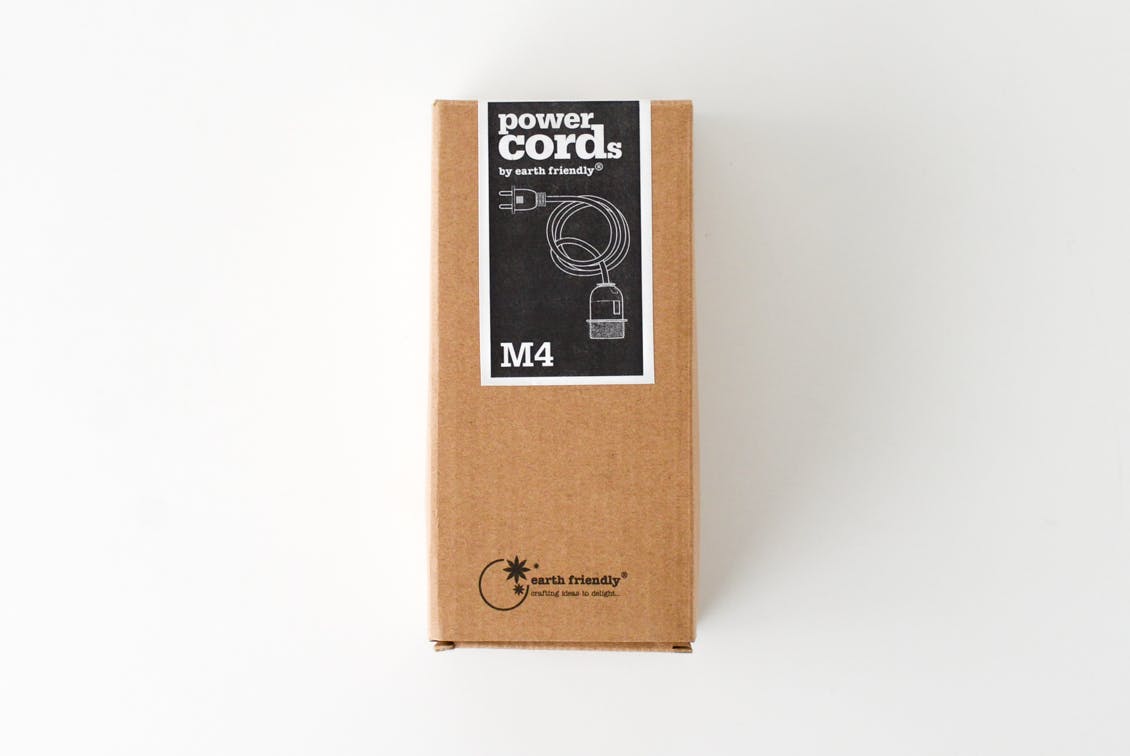 power
cords
by earth friendly®
M4
earth friendly®
crafting ideas to delight...